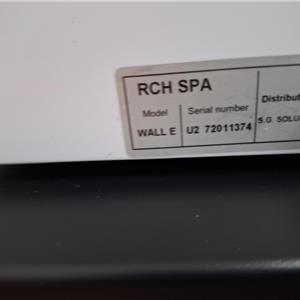 RCH SPA
Model Serial number Distribut
WALL E U2 72011374 S.G. SOLU